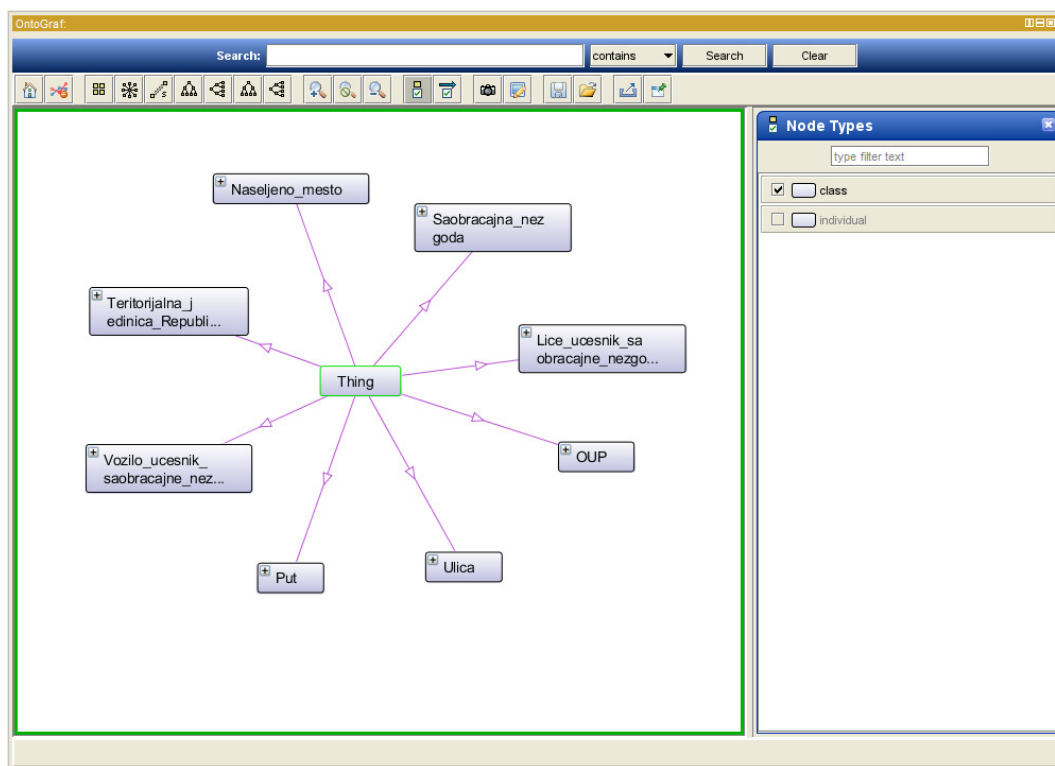 OntoGraf:
Search:
contains
Search
Clear
Node Types
type filter text
class
individual
Naseljeno_mesto
Saobracajna_nez
goda
Teritorijalna_j
edinica_Republi...
Lice_ucesnik_sa
obracajne_nezgo...
Thing
Vozilo_ucesnik_
saobracajne_nez...
OUP
Put
Ulica